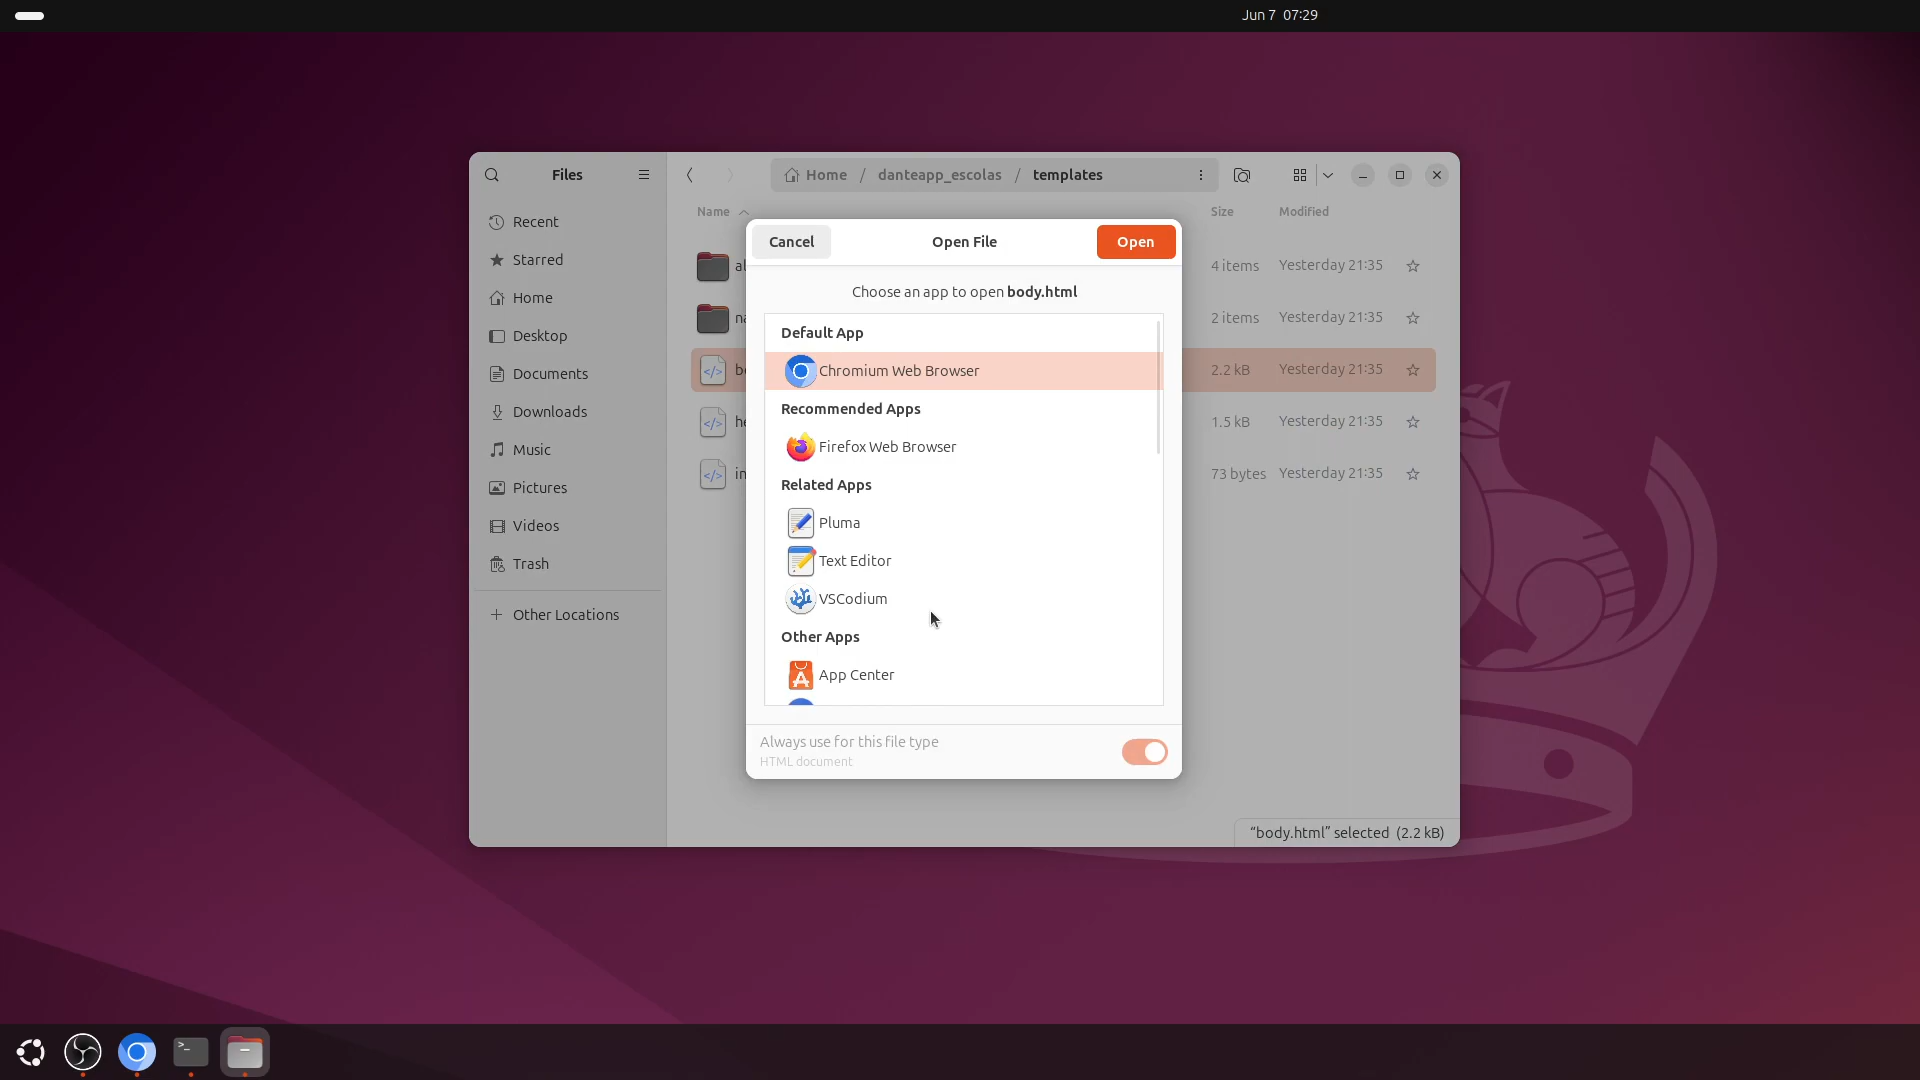 Jun 7 07:29
Files
Home / danteapp_escolas / templates
Name
Size
Modified
Recent
Starred
Home
Desktop
Documents
Downloads
Music
Pictures
Videos
Trash
Other Locations
4 items Yesterday 21:35
2 items Yesterday 21:35
2.2 kB Yesterday 21:35
1.5 kB Yesterday 21:35
73 bytes Yesterday 21:35
Cancel
Open File
Open
Choose an app to open body.html
Default App
Chromium Web Browser
Recommended Apps
Firefox Web Browser
Related Apps
Pluma
Text Editor
VSCodium
Other Apps
App Center
Always use for this file type
HTML document
“body.html” selected (2.2 kB)